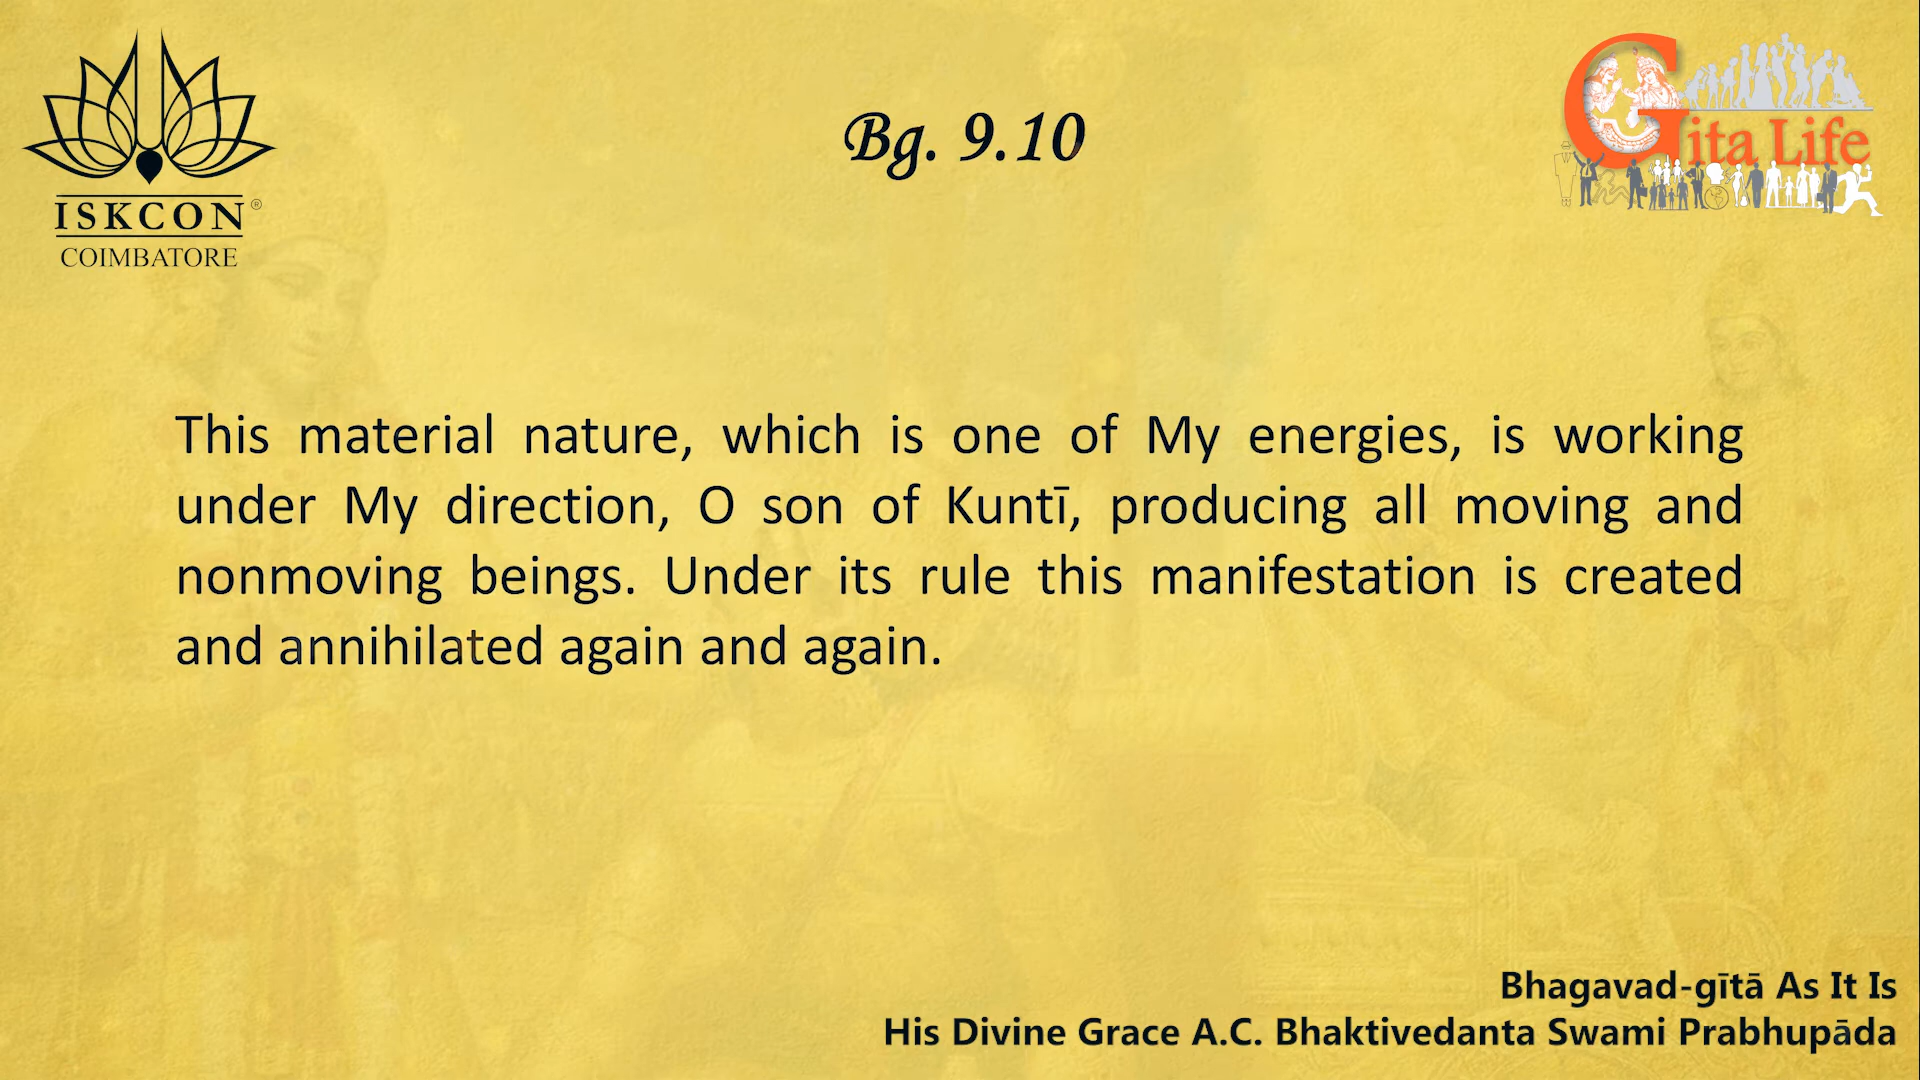 ISKCON®
COIMBATORE
Bg. 9.10
Gita Life
This material nature, which is one of My energies, is working
under My direction, O son of Kuntī, producing all moving and
nonmoving beings. Under its rule this manifestation is created
and annihilated again and again.
Bhagavad-gītā As It Is
His Divine Grace A.C. Bhaktivedanta Swami Prabhupāda